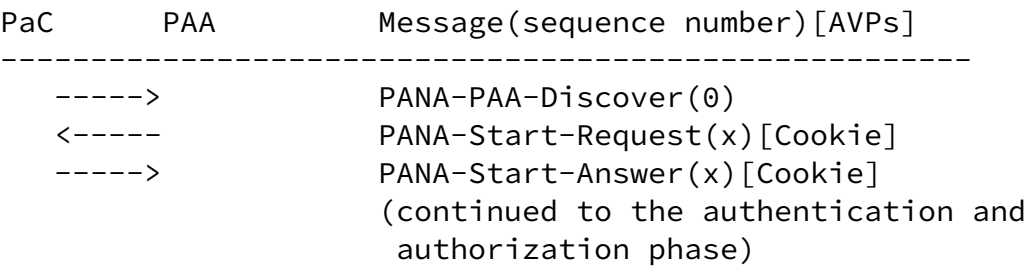 PaC      PAA         Message(sequence number)[AVPs]
------------------------------------------------------
   ----->            PANA-PAA-Discover(0)
   <-----            PANA-Start-Request(x)[Cookie]
   ----->            PANA-Start-Answer(x)[Cookie]
                     (continued to the authentication and
                      authorization phase)